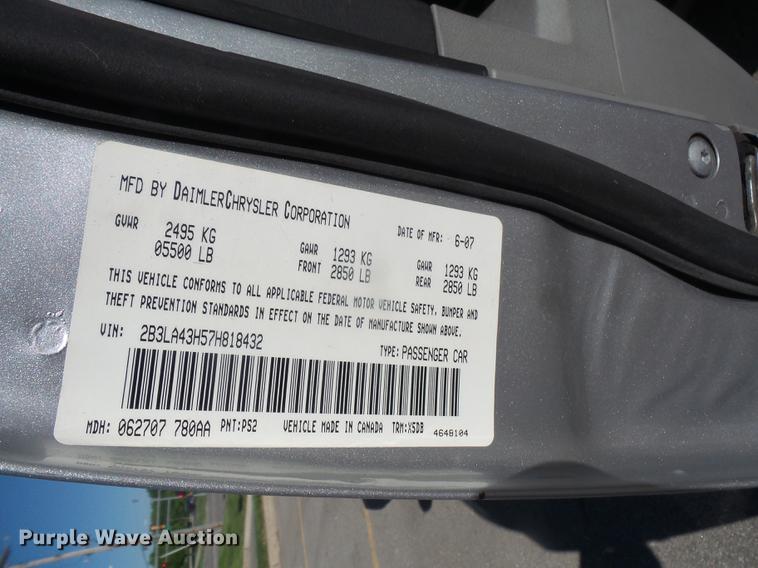 MFD BY DAIMLERCHRYSLER CORPORATION DATE OF MFR: 6-07
GVWR 2495 KG 05500 LB GAWR FRONT 1293 KG 2850 LB GAWR REAR 1293 KG 2850 LB
THIS VEHICLE CONFORMS TO ALL APPLICABLE FEDERAL MOTOR VEHICLE SAFETY, BUMPER AND
THEFT PREVENTION STANDARDS IN EFFECT ON THE DATE OF MANUFACTURE SHOWN ABOVE.
VIN: 2B3LA43H57H818432 TYPE: PASSENGER CAR
MDH: 062707 780AA PNT: PS2 VEHICLE MADE IN CANADA TRM: X5DB 4648104
Purple Wave Auction®